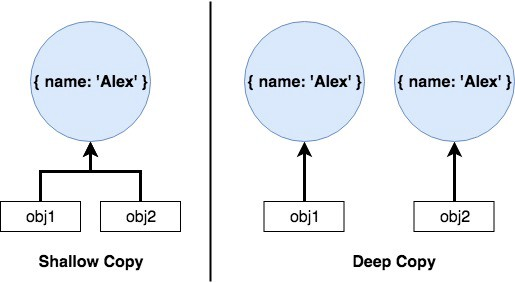 { name: 'Alex' }
obj1
obj2
Shallow Copy
{ name: 'Alex' }
{ name: 'Alex' }
obj1
obj2
Deep Copy